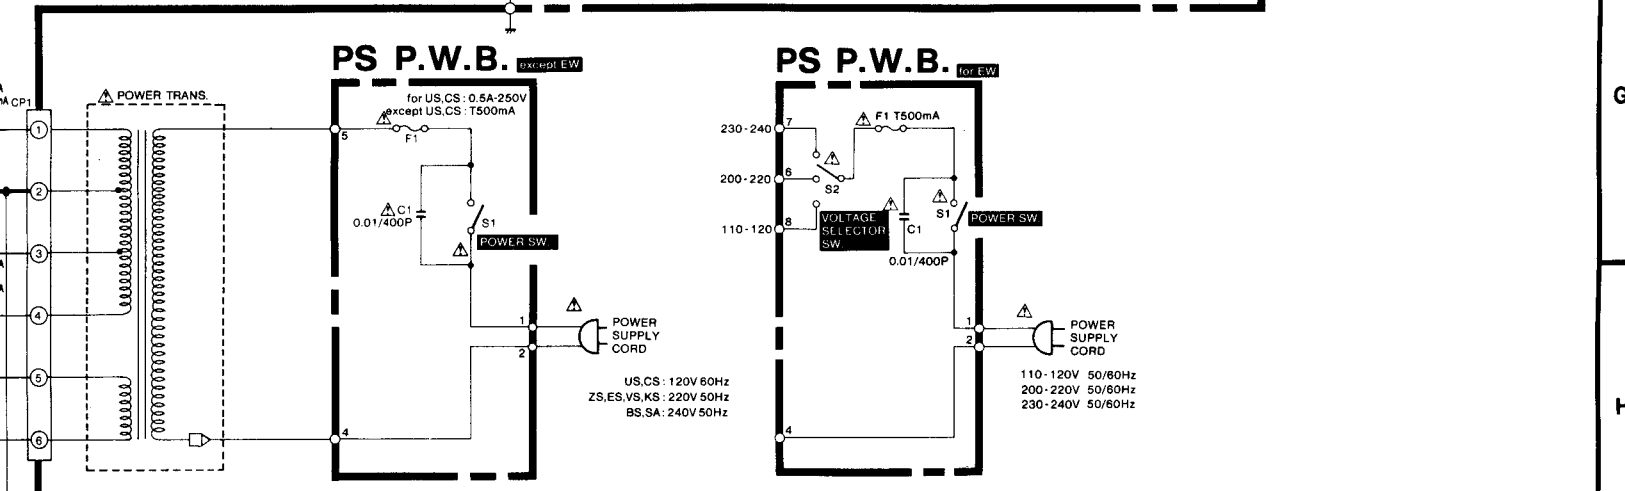 PS P.W.B. except EW
PS P.W.B. for EW
CP1
POWER TRANS.
1
2
3
4
5
6
for US,CS : 0.5A-250V
except US,CS : T500mA
5
F1
C1
0.01/400P
S1
POWER SW.
1
2
4
POWER
SUPPLY
CORD
US,CS : 120V 60Hz
ZS,ES,VS,KS : 220V 50Hz
BS,SA : 240V 50Hz
230-240
7
F1 T500mA
200-220
6
S2
110-120
8
VOLTAGE
SELECTOR
SW.
C1
0.01/400P
S1
POWER SW.
1
2
4
POWER
SUPPLY
CORD
110-120V 50/60Hz
200-220V 50/60Hz
230-240V 50/60Hz